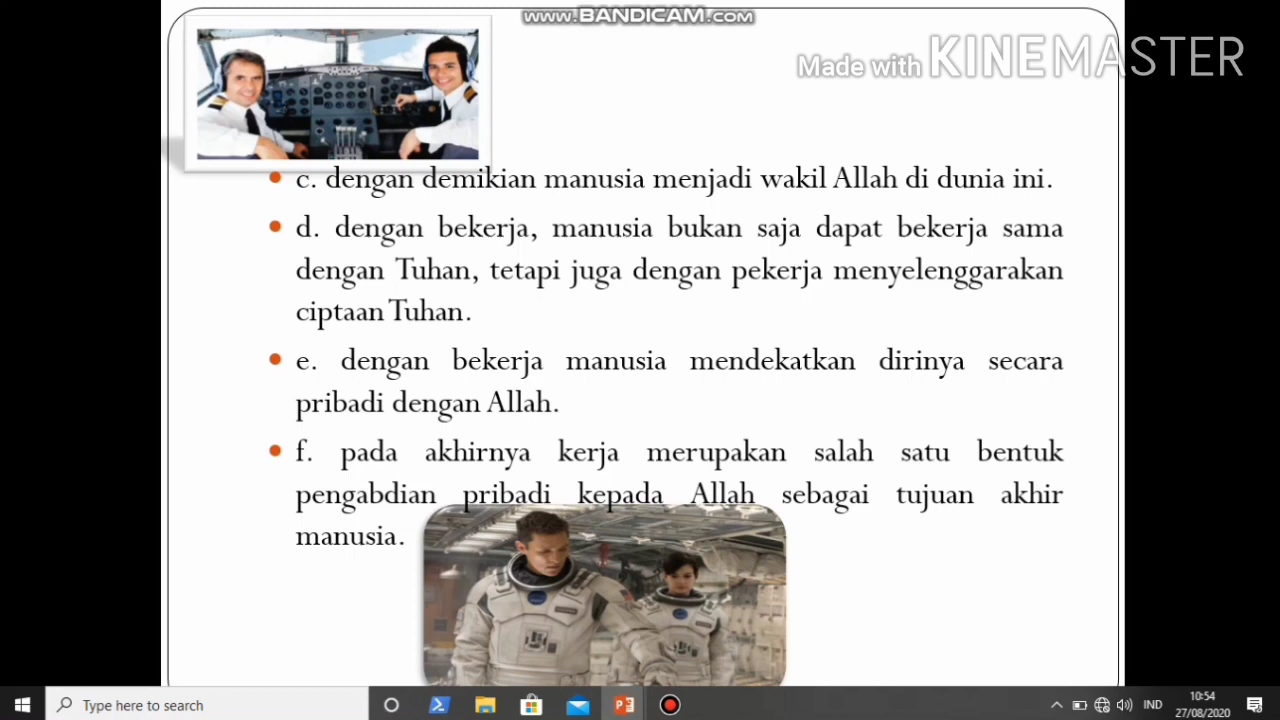 www.BANDICAM.com
Made with KINEMASTER
c. dengan demikian manusia menjadi wakil Allah di dunia ini.
d. dengan bekerja, manusia bukan saja dapat bekerja sama
dengan Tuhan, tetapi juga dengan pekerja menyelenggarakan
ciptaan Tuhan.
e. dengan bekerja manusia mendekatkan dirinya secara
pribadi dengan Allah.
f. pada akhirnya kerja merupakan salah satu bentuk
pengabdian pribadi kepada Allah sebagai tujuan akhir
manusia.
Type here to search
IND
10:54
27/08/2020